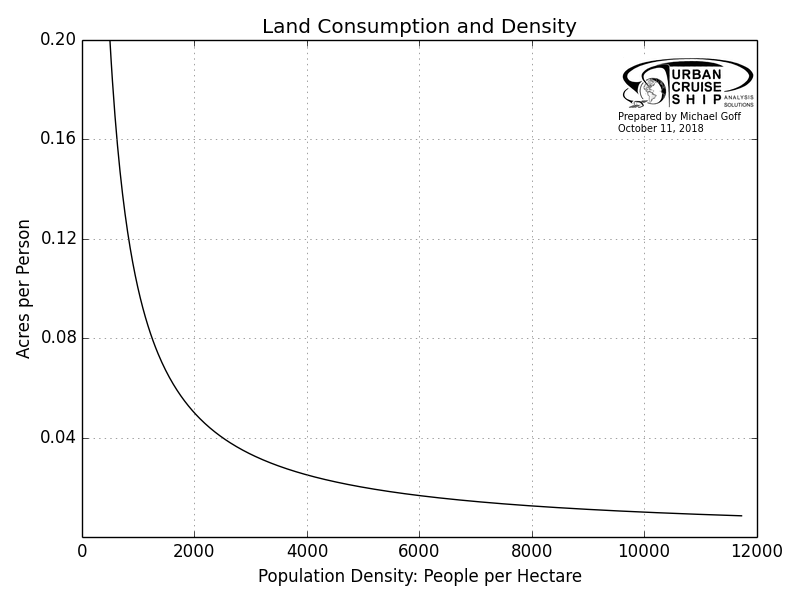 Land Consumption and Density
URBAN
CRUISE
SHIP
ANALYSIS
SOLUTIONS
Prepared by Michael Goff
October 11, 2018
Acres per Person
0.20
0.16
0.12
0.08
0.04
0 2000 4000 6000 8000 10000 12000
Population Density: People per Hectare